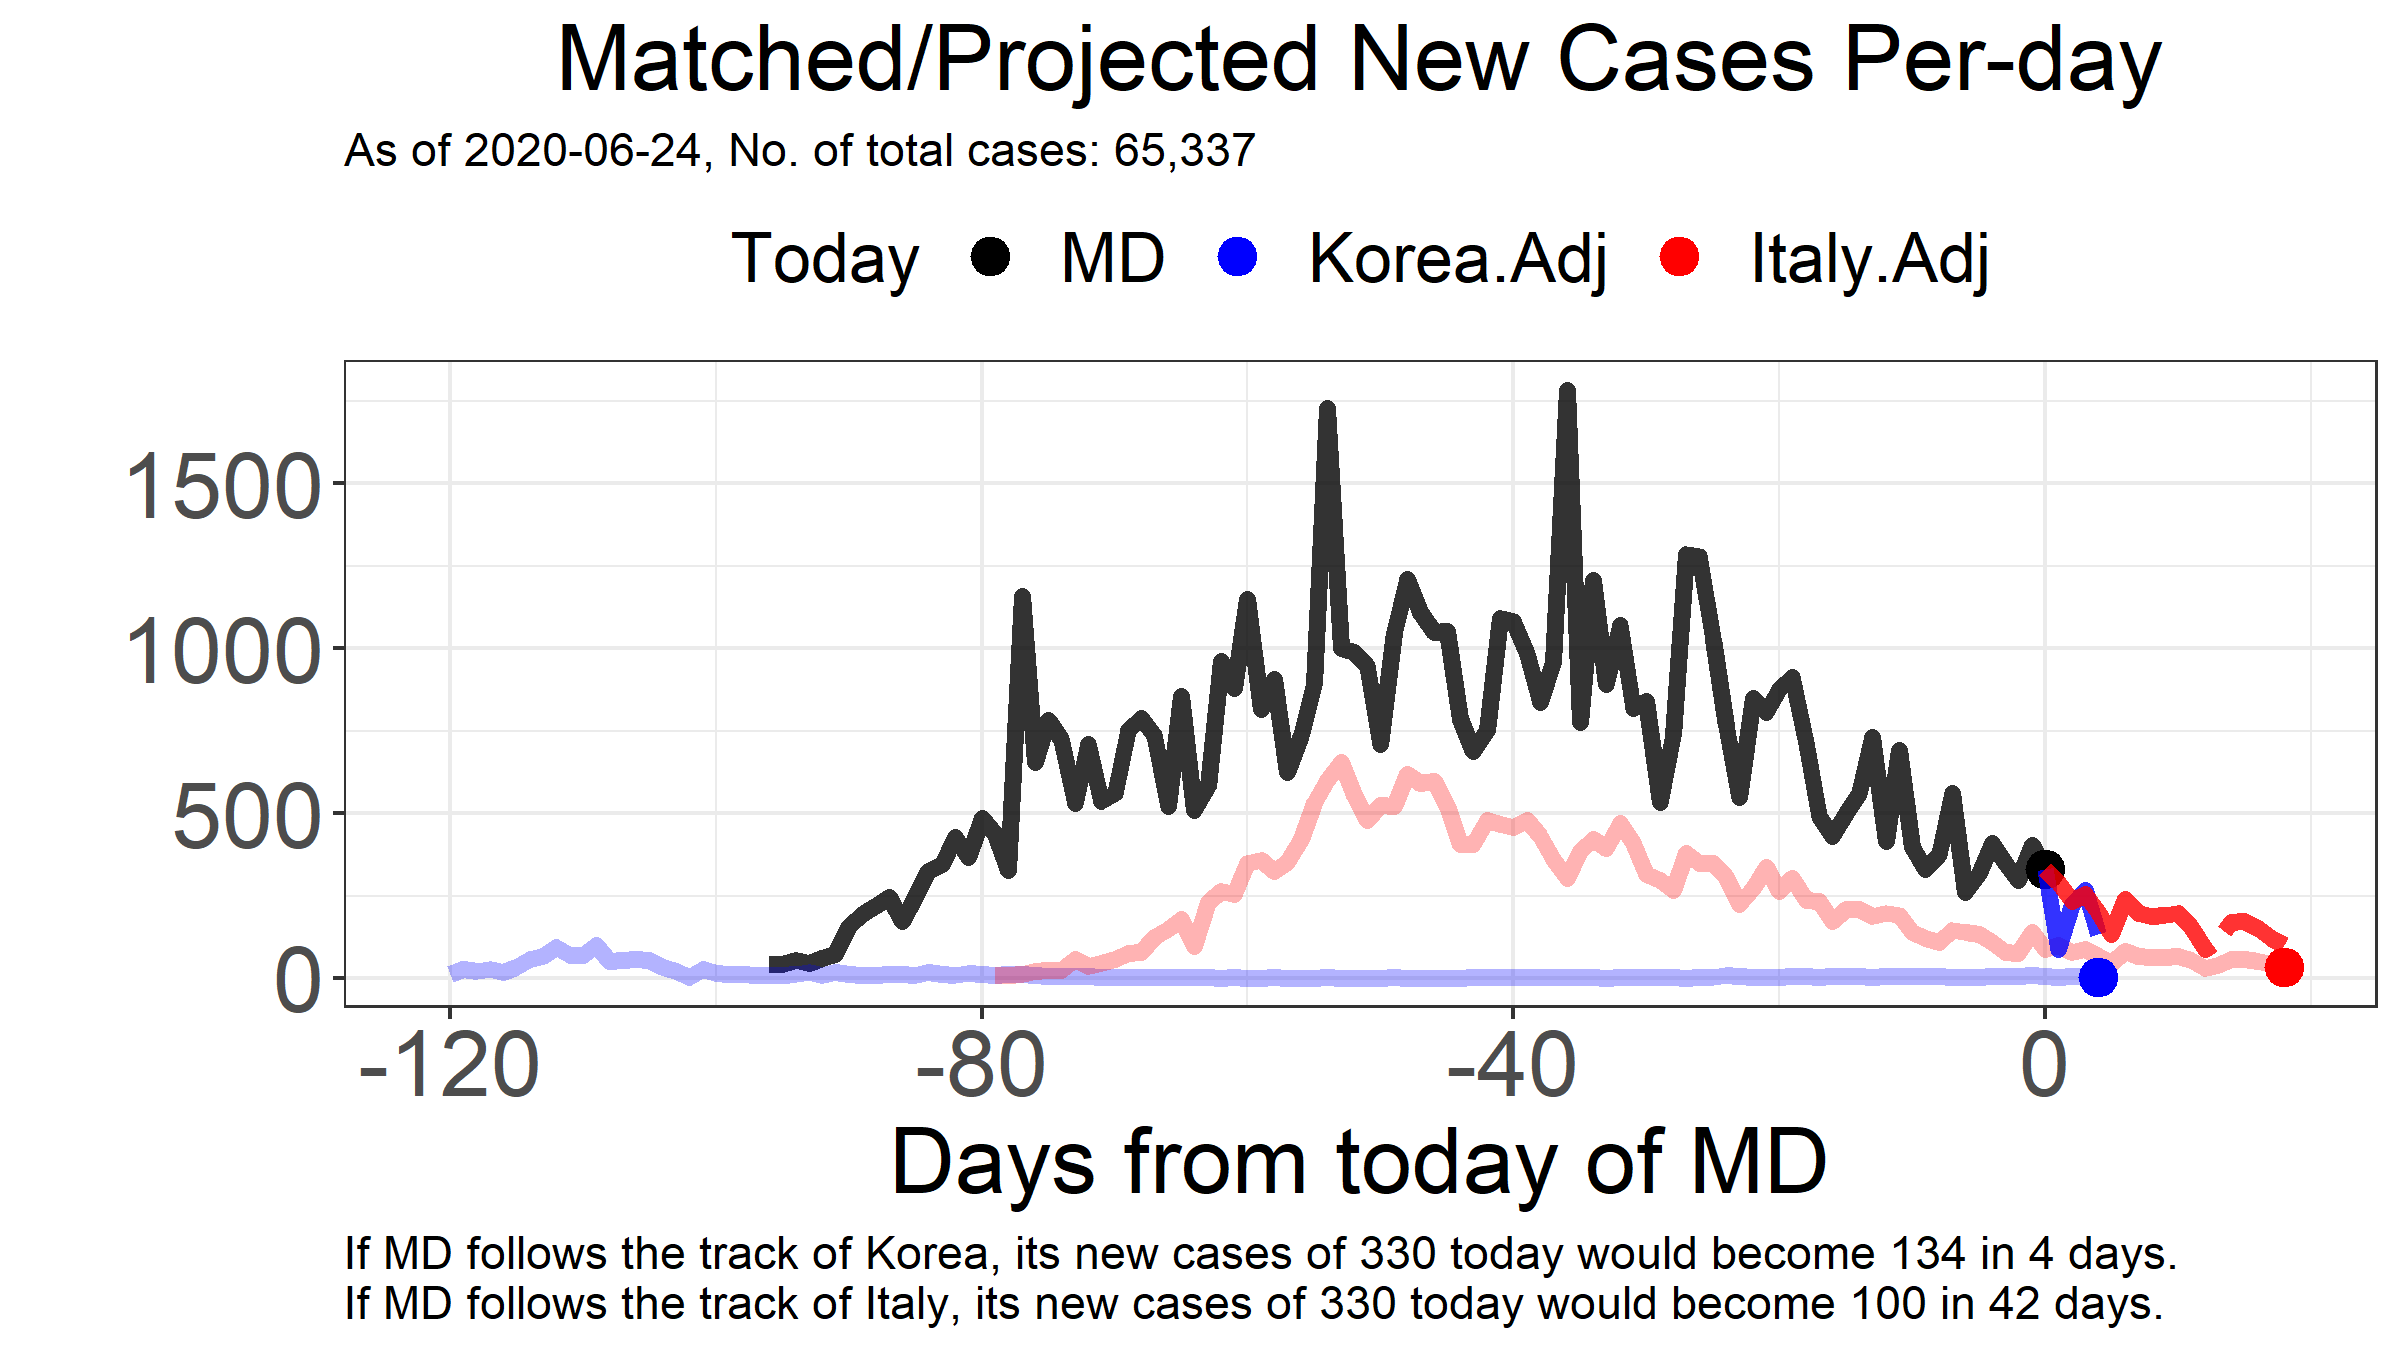 Matched/Projected New Cases Per-day
As of 2020-06-24, No. of total cases: 65,337
Today MD Korea.Adj Italy.Adj
1500
1000
500
0
-120 -80 -40 0
Days from today of MD
If MD follows the track of Korea, its new cases of 330 today would become 134 in 4 days.
If MD follows the track of Italy, its new cases of 330 today would become 100 in 42 days.